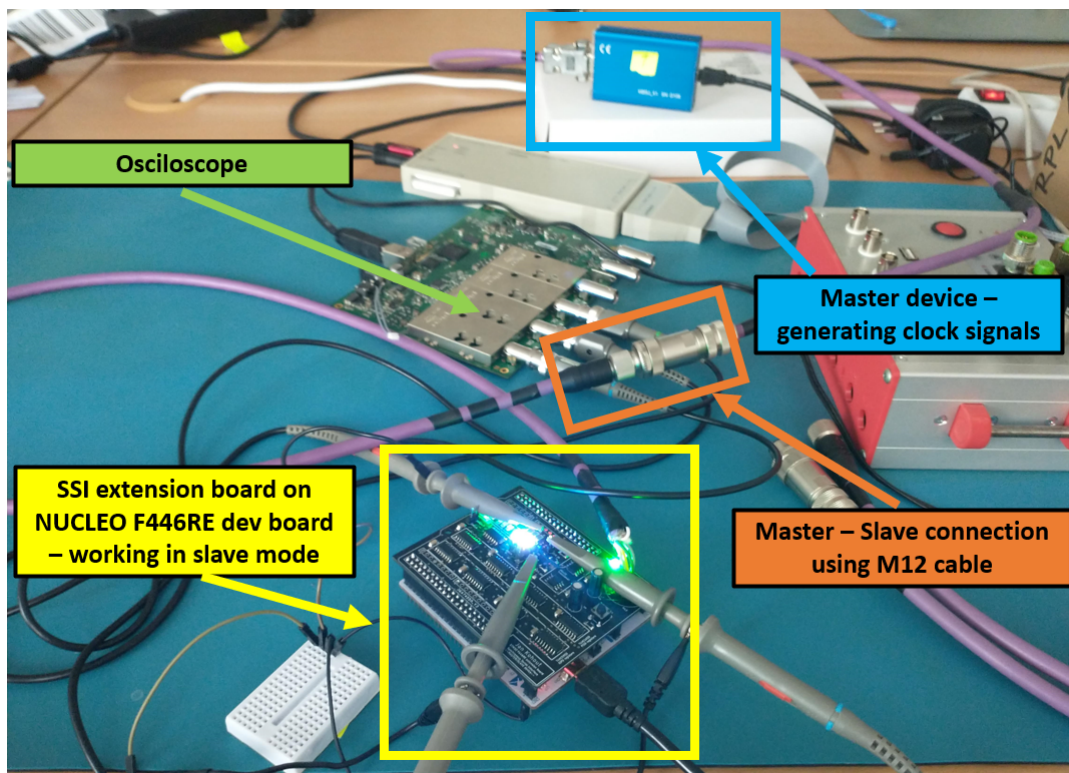 CE
Osciloscope
RPL
Master device –
generating clock signals
SSI extension board on
NUCLEO F446RE dev board
– working in slave mode
Master – Slave connection
using M12 cable